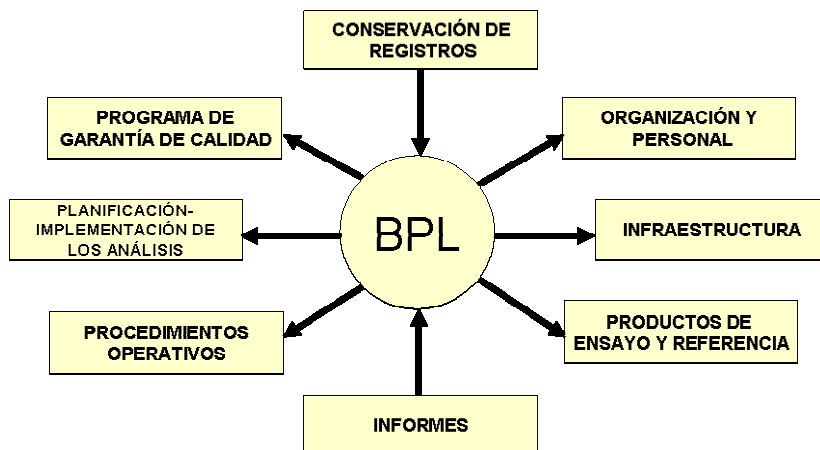 CONSERVACIÓN DE
REGISTROS
PROGRAMA DE
GARANTÍA DE CALIDAD
ORGANIZACIÓN Y
PERSONAL
PLANIFICACIÓN-
IMPLEMENTACIÓN DE
LOS ANÁLISIS
BPL
INFRAESTRUCTURA
PROCEDIMIENTOS
OPERATIVOS
PRODUCTOS DE
ENSAYO Y REFERENCIA
INFORMES